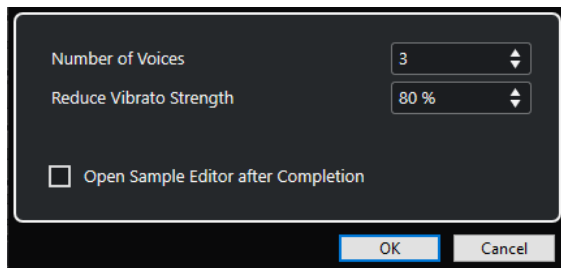 Number of Voices 3
Reduce Vibrato Strength 80 %
Open Sample Editor after Completion
OK Cancel